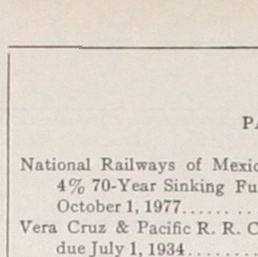 PA
National Railways of Mexic
4% 70-Year Sinking Fu
October 1, 1977........ ..
Vera Cruz & Pacific R. R. C
due July 1, 1934..........